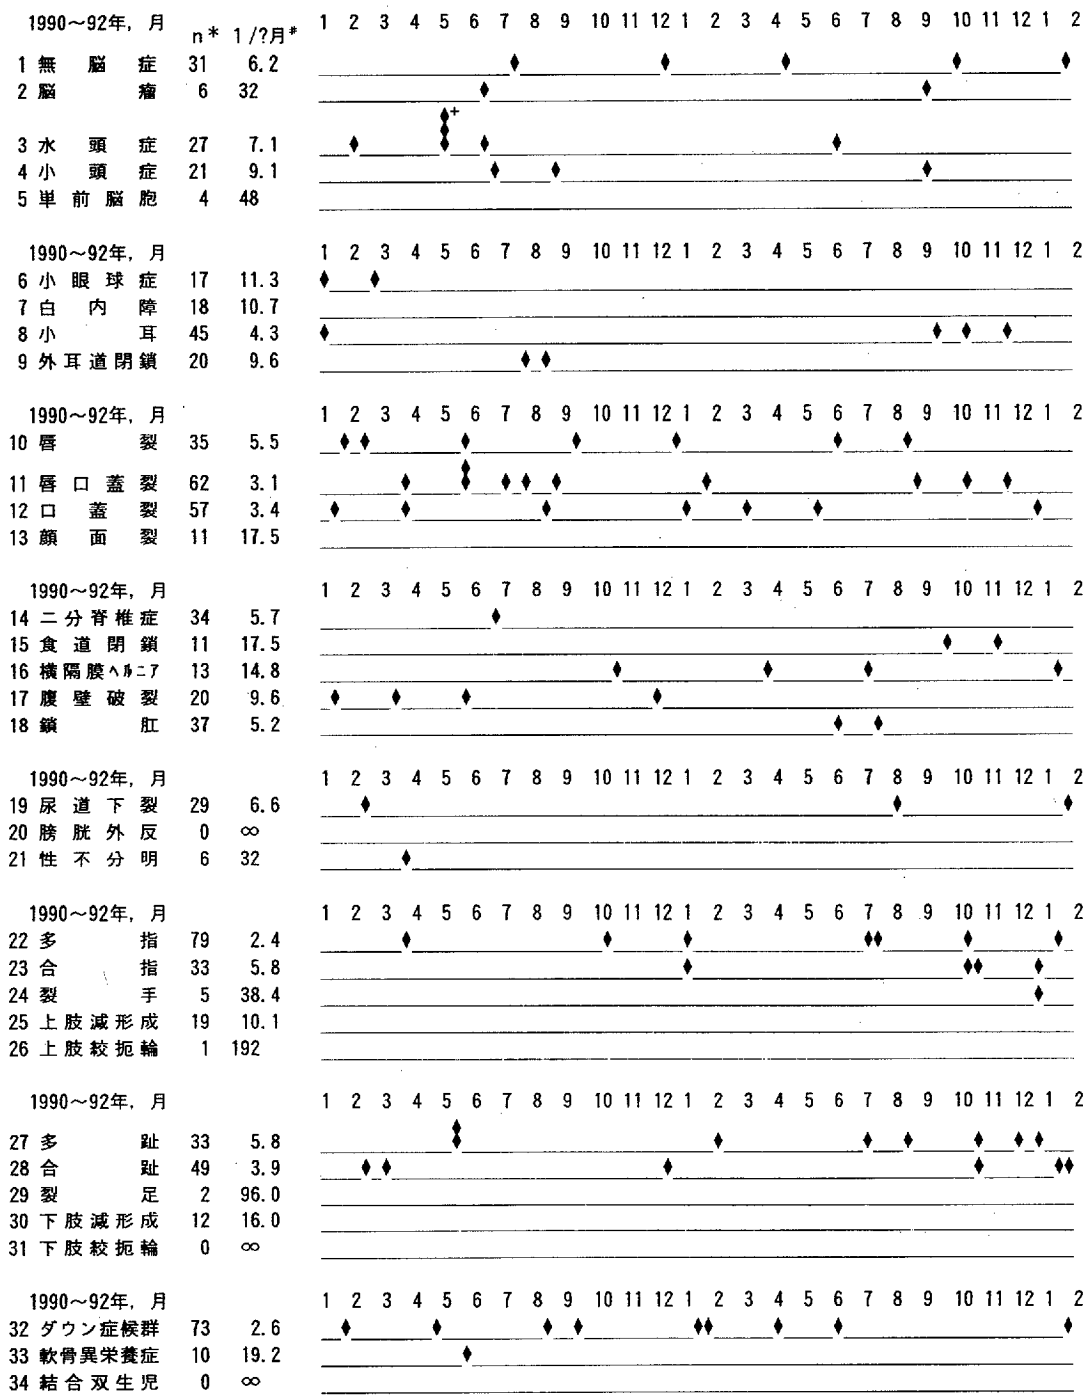 1990～92年, 月 n* 1/?月# 1 2 3 4 5 6 7 8 9 10 11 12 1 2 3 4 5 6 7 8 9 10 11 12 1 2
1 無脳症 31 6.2
2 脳瘤 6 32
+
3 水頭症 27 7.1
4 小頭症 21 9.1
5 単前脳胞 4 48
1990～92年, 月 1 2 3 4 5 6 7 8 9 10 11 12 1 2 3 4 5 6 7 8 9 10 11 12 1 2
6 小眼球症 17 11.3
7 白内障 18 10.7
8 小耳 45 4.3
9 外耳道閉鎖 20 9.6
1990～92年, 月 1 2 3 4 5 6 7 8 9 10 11 12 1 2 3 4 5 6 7 8 9 10 11 12 1 2
10 唇裂 35 5.5
11 唇口蓋裂 62 3.1
12 口蓋裂 57 3.4
13 顔面裂 11 17.5
1990～92年, 月 1 2 3 4 5 6 7 8 9 10 11 12 1 2 3 4 5 6 7 8 9 10 11 12 1 2
14 二分脊椎症 34 5.7
15 食道閉鎖 11 17.5
16 横隔膜ヘルニア 13 14.8
17 腹壁破裂 20 9.6
18 鎖肛 37 5.2
1990～92年, 月 1 2 3 4 5 6 7 8 9 10 11 12 1 2 3 4 5 6 7 8 9 10 11 12 1 2
19 尿道下裂 29 6.6
20 膀胱外反 0 ∞
21 性不分明 6 32
1990～92年, 月 1 2 3 4 5 6 7 8 9 10 11 12 1 2 3 4 5 6 7 8 9 10 11 12 1 2
22 多指 79 2.4
23 合指 33 5.8
24 裂手 5 38.4
25 上肢減形成 19 10.1
26 上肢絞扼輪 1 192
1990～92年, 月 1 2 3 4 5 6 7 8 9 10 11 12 1 2 3 4 5 6 7 8 9 10 11 12 1 2
27 多趾 33 5.8
28 合趾 49 3.9
29 裂足 2 96.0
30 下肢減形成 12 16.0
31 下肢絞扼輪 0 ∞
1990～92年, 月 1 2 3 4 5 6 7 8 9 10 11 12 1 2 3 4 5 6 7 8 9 10 11 12 1 2
32 ダウン症候群 73 2.6
33 軟骨異栄養症 10 19.2
34 結合双生児 0 ∞